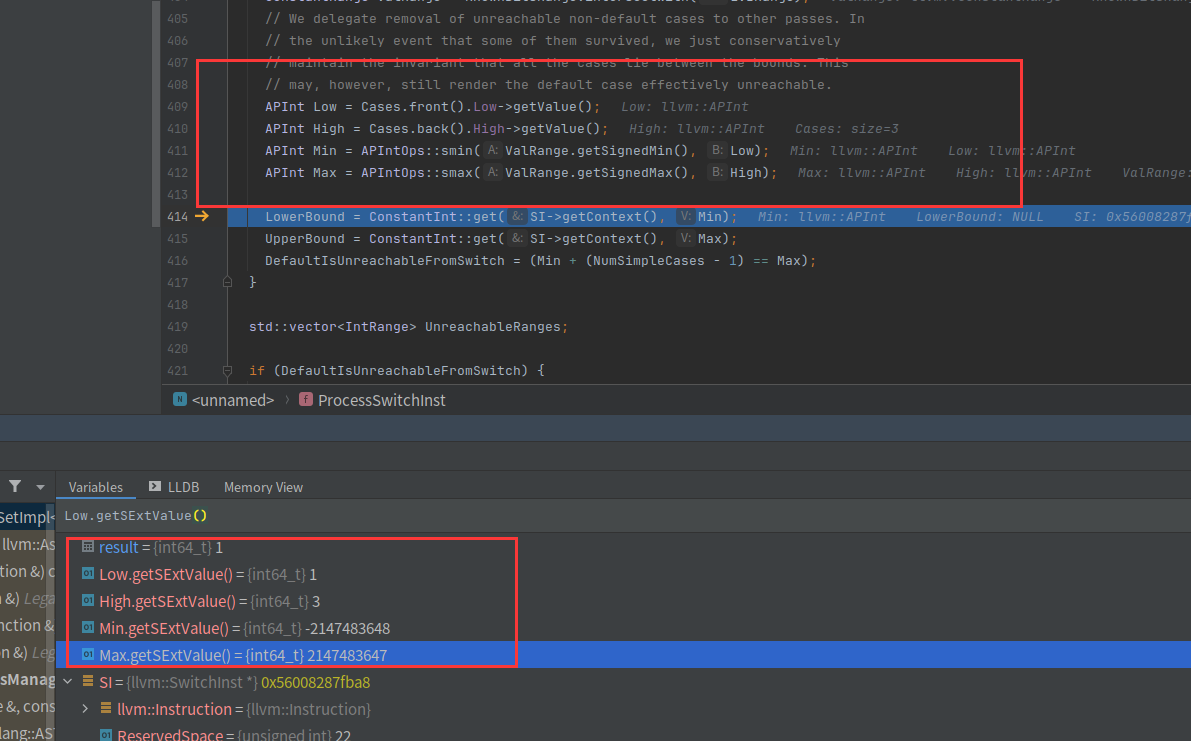 405 // We delegate removal of unreachable non-default cases to other passes. In
406 // the unlikely event that some of them survived, we just conservatively
407 // maintain the invariant that all the cases lie between the bounds. This
408 // may, however, still render the default case effectively unreachable.
409 APInt Low = Cases.front().Low->getValue(); Low: llvm::APInt
410 APInt High = Cases.back().High->getValue(); High: llvm::APInt Cases: size=3
411 APInt Min = APIntOps::smin( A: ValRange.getSignedMin(), B: Low); Min: llvm::APInt Low: llvm::APInt
412 APInt Max = APIntOps::smax( A: ValRange.getSignedMax(), B: High); Max: llvm::APInt High: llvm::APInt ValRange:
413
414 LowerBound = ConstantInt::get( &: SI->getContext(), V: Min); Min: llvm::APInt LowerBound: NULL SI: 0x56008287f
415 UpperBound = ConstantInt::get( &: SI->getContext(), V: Max);
416 DefaultIsUnreachableFromSwitch = (Min + (NumSimpleCases - 1) == Max);
417 }
418
419 std::vector<IntRange> UnreachableRanges;
420
421 if (DefaultIsUnreachableFromSwitch) {
N <unnamed> › f ProcessSwitchInst
Variables LLDB Memory View
SetImpl< Low.getSExtValue()
llvm::As result = {int64_t} 1
tion &) c Low.getSExtValue() = {int64_t} 1
&) Lega High.getSExtValue() = {int64_t} 3
nction & Min.getSExtValue() = {int64_t} -2147483648
n &) Leg Max.getSExtValue() = {int64_t} 2147483647
sManag SI = {llvm::SwitchInst *} 0x56008287fba8
e &, cons llvm::Instruction = {llvm::Instruction}
lang::AS ReservedSpace = {unsigned int} 22